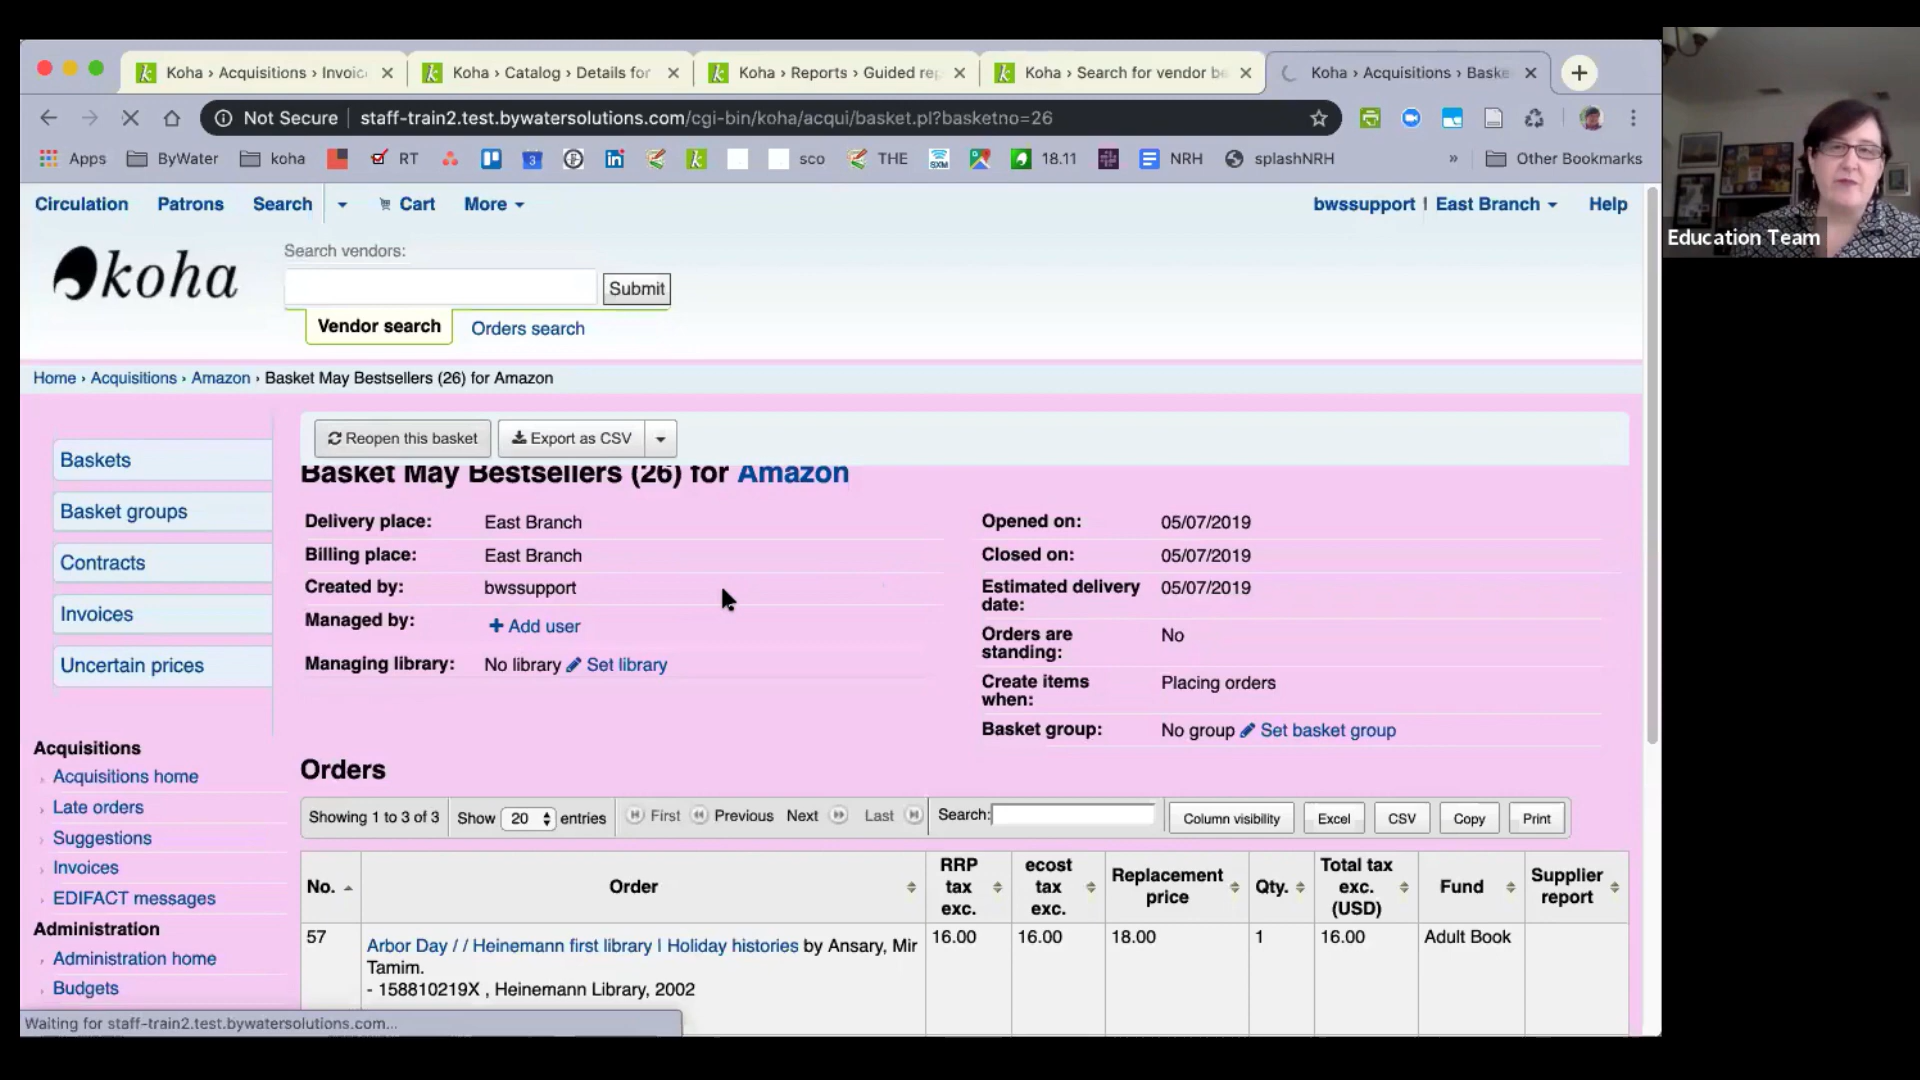 Koha › Acquisitions › Invoic
Koha › Catalog › Details for
Koha › Reports › Guided rep
Koha › Search for vendor be
Koha › Acquisitions › Baske
Not Secure | staff-train2.test.bywatersolutions.com/cgi-bin/koha/acqui/basket.pl?basketno=26
Apps ByWater koha RT 3 sco THE SXM 18.11 NRH splashNRH » Other Bookmarks
Circulation Patrons Search Cart More bwssupport | East Branch Help
koha
Search vendors:
Submit
Vendor search Orders search
Home › Acquisitions › Amazon › Basket May Bestsellers (26) for Amazon
Reopen this basket Export as CSV
Basket May Bestsellers (26) for Amazon
Baskets
Basket groups
Contracts
Invoices
Uncertain prices
Acquisitions
Acquisitions home
Late orders
Suggestions
Invoices
EDIFACT messages
Administration
Administration home
Budgets
Delivery place: East Branch
Billing place: East Branch
Created by: bwssupport
Managed by: + Add user
Managing library: No library Set library
Opened on: 05/07/2019
Closed on: 05/07/2019
Estimated delivery date: 05/07/2019
Orders are standing: No
Create items when: Placing orders
Basket group: No group Set basket group
Orders
Showing 1 to 3 of 3 Show 20 entries First Previous Next Last Search: Column visibility Excel CSV Copy Print
No. Order RRP tax exc. ecost tax exc. Replacement price Qty. Total tax exc. (USD) Fund Supplier report
57 Arbor Day / / Heinemann first library | Holiday histories by Ansary, Mir 16.00 16.00 18.00 1 16.00 Adult Book
Tamim.
- 158810219X , Heinemann Library, 2002
Waiting for staff-train2.test.bywatersolutions.com...
Education Team